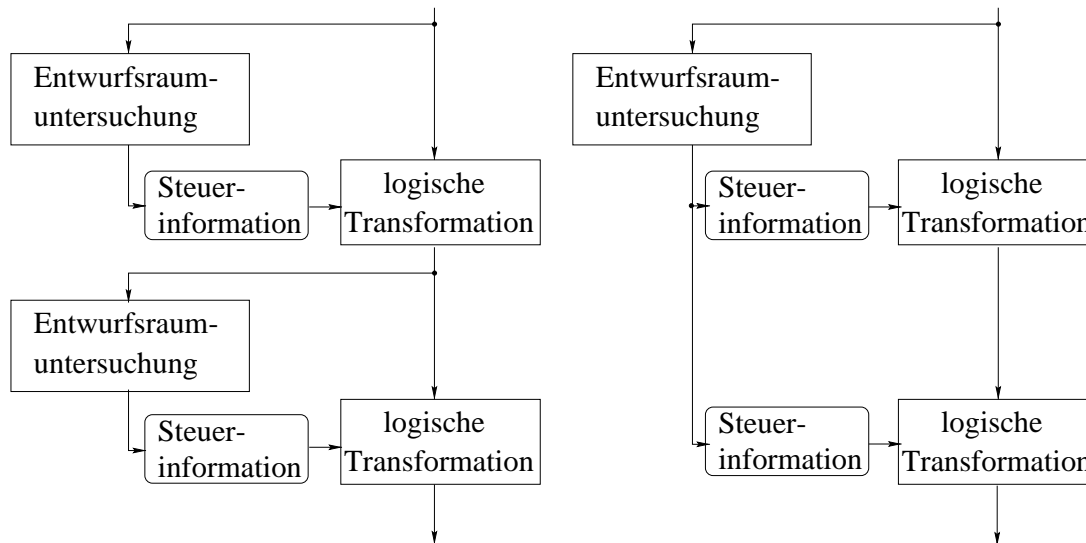 Entwurfsraum-
untersuchung
Steuer-
information
logische
Transformation
Entwurfsraum-
untersuchung
Steuer-
information
logische
Transformation
Entwurfsraum-
untersuchung
Steuer-
information
logische
Transformation
Steuer-
information
logische
Transformation